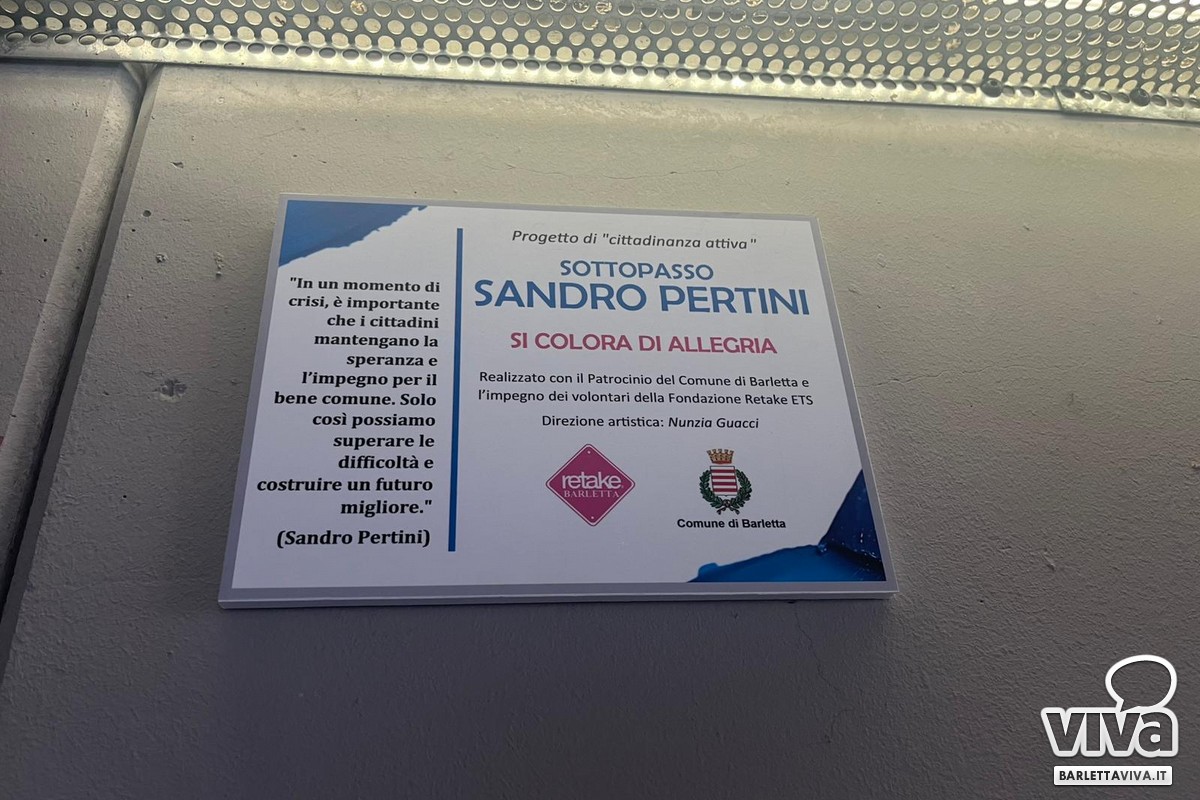 "In un momento di
crisi, è importante
che i cittadini
mantengano la
speranza e
l'impegno per il
bene comune. Solo
così possiamo
superare le
difficoltà e
costruire un futuro
migliore."
(Sandro Pertini)
Progetto di "cittadinanza attiva"
SOTTOPASSO
SANDRO PERTINI
SI COLORA DI ALLEGRIA
Realizzato con il Patrocinio del Comune di Barletta e
l'impegno dei volontari della Fondazione Retake ETS
Direzione artistica: Nunzia Guacci
retake
BARLETTA
Comune di Barletta
VIVA
BARLETTAVIVA.IT